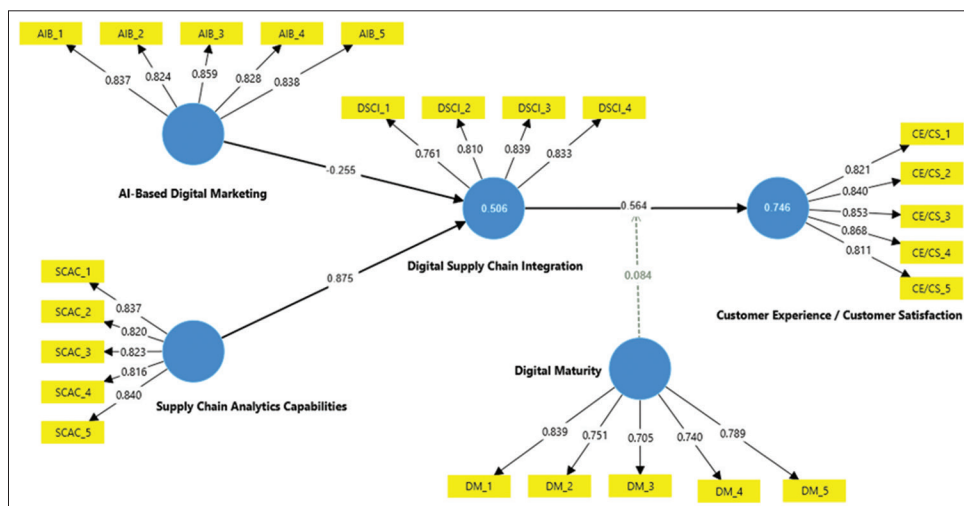 AIB_1
AIB_2
AIB_3
AIB_4
AIB_5
0.837
0.824
0.859
0.828
0.838
AI-Based Digital Marketing
-0.255
DSCI_1
DSCI_2
DSCI_3
DSCI_4
0.761
0.810
0.839
0.833
0.506
Digital Supply Chain Integration
0.564
0.746
CE/CS_1
CE/CS_2
CE/CS_3
CE/CS_4
CE/CS_5
0.821
0.840
0.853
0.868
0.811
Customer Experience / Customer Satisfaction
SCAC_1
SCAC_2
SCAC_3
SCAC_4
SCAC_5
0.837
0.820
0.823
0.816
0.840
Supply Chain Analytics Capabilities
0.875
0.084
Digital Maturity
0.839
0.751
0.705
0.740
0.789
DM_1
DM_2
DM_3
DM_4
DM_5